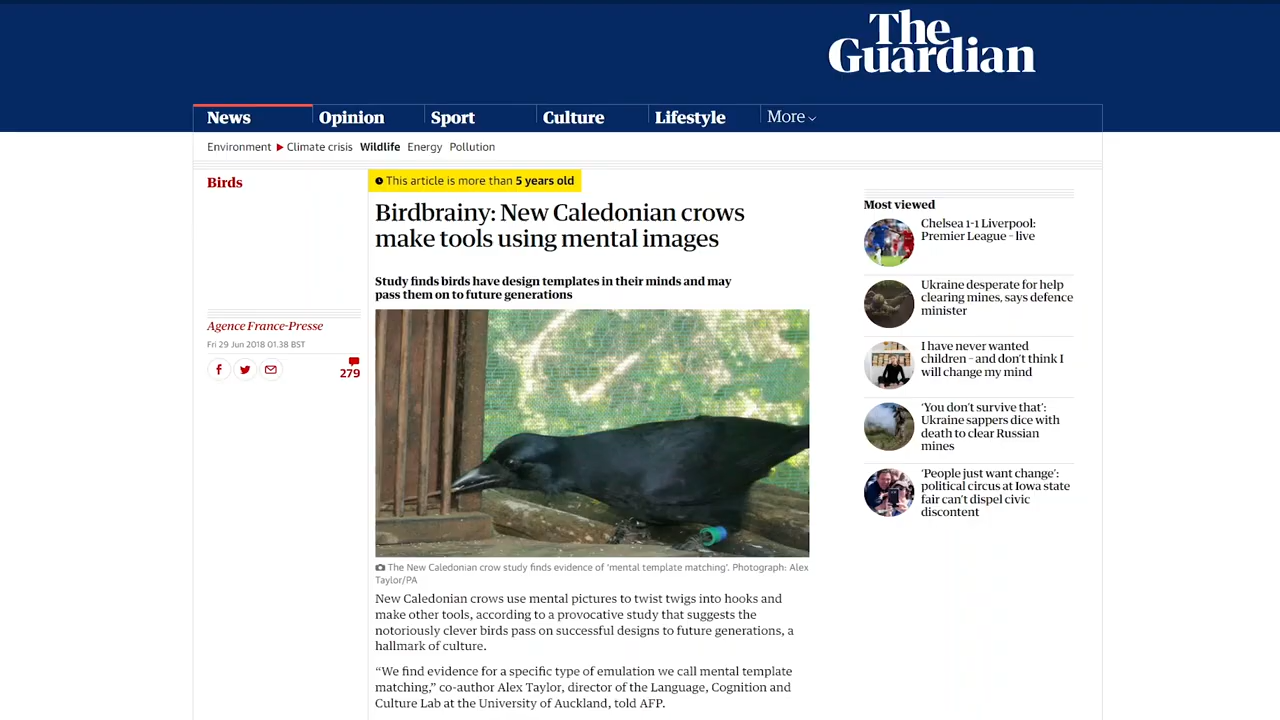 The
Guardian
News
Opinion
Sport
Culture
Lifestyle
More
Environment
Climate crisis
Wildlife
Energy
Pollution
Birds
This article is more than 5 years old
Birdbrainy: New Caledonian crows
make tools using mental images
Study finds birds have design templates in their minds and may
pass them on to future generations
Agence France-Presse
Fri 29 Jun 2018 01.38 BST
279
The New Caledonian crow study finds evidence of 'mental template matching'. Photograph: Alex
Taylor/PA
New Caledonian crows use mental pictures to twist twigs into hooks and
make other tools, according to a provocative study that suggests the
notoriously clever birds pass on successful designs to future generations, a
hallmark of culture.
“We find evidence for a specific type of emulation we call mental template
matching,” co-author Alex Taylor, director of the Language, Cognition and
Culture Lab at the University of Auckland, told AFP.
Most viewed
Chelsea 1-1 Liverpool:
Premier League – live
Ukraine desperate for help
clearing mines, says defence
minister
I have never wanted
children – and don’t think I
will change my mind
‘You don’t survive that’:
Ukraine sappers dice with
death to clear Russian
mines
‘People just want change’:
political circus at Iowa state
fair can’t dispel civic
discontent